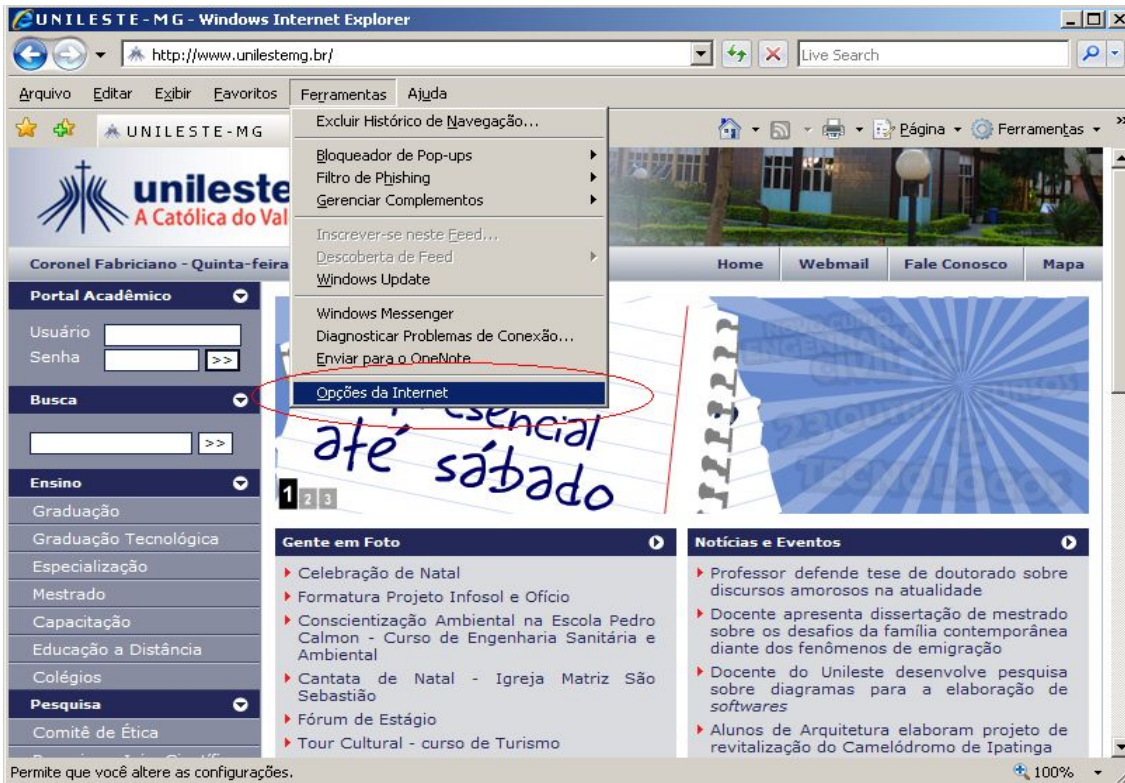 UNILESTE-MG - Windows Internet Explorer
http://www.unilestemg.br/
Live Search
Arquivo Editar Exibir Favoritos Ferramentas Ajuda
UNILESTE-MG
Página Ferramentas
Excluir Histórico de Navegação...
Bloqueador de Pop-ups
Filtro de Phishing
Gerenciar Complementos
Inscrever-se neste Feed...
Descoberta de Feed
Windows Update
Windows Messenger
Diagnosticar Problemas de Conexão...
Enviar para o OneNote
Opções da Internet
unileste
A Católica do
Coronel Fabriciano - Quinta-feira
Home Webmail Fale Conosco Mapa
Portal Acadêmico
Usuário
Senha
>>
Busca
>>
Ensino
Graduação
Graduação Tecnológica
Especialização
Mestrado
Capacitação
Educação a Distância
Colégios
Pesquisa
Comitê de Ética
até sábado
1 2 3
NOVO CURSO
ENGENHARIA
civil
CURSOS
TECNOLÓGICOS
Gente em Foto
Celebração de Natal
Formatura Projeto Infosol e Ofício
Conscientização Ambiental na Escola Pedro
Calmon - Curso de Engenharia Sanitária e
Ambiental
Cantata de Natal - Igreja Matriz São
Sebastião
Fórum de Estágio
Tour Cultural - curso de Turismo
Notícias e Eventos
Professor defende tese de doutorado sobre
discursos amorosos na atualidade
Docente apresenta dissertação de mestrado
sobre os desafios da família contemporânea
diante dos fenômenos de emigração
Docente do Unileste desenvolve pesquisa
sobre diagramas para a elaboração de
softwares
Alunos de Arquitetura elaboram projeto de
revitalização do Camelódromo de Ipatinga
Permite que você altere as configurações.
100%